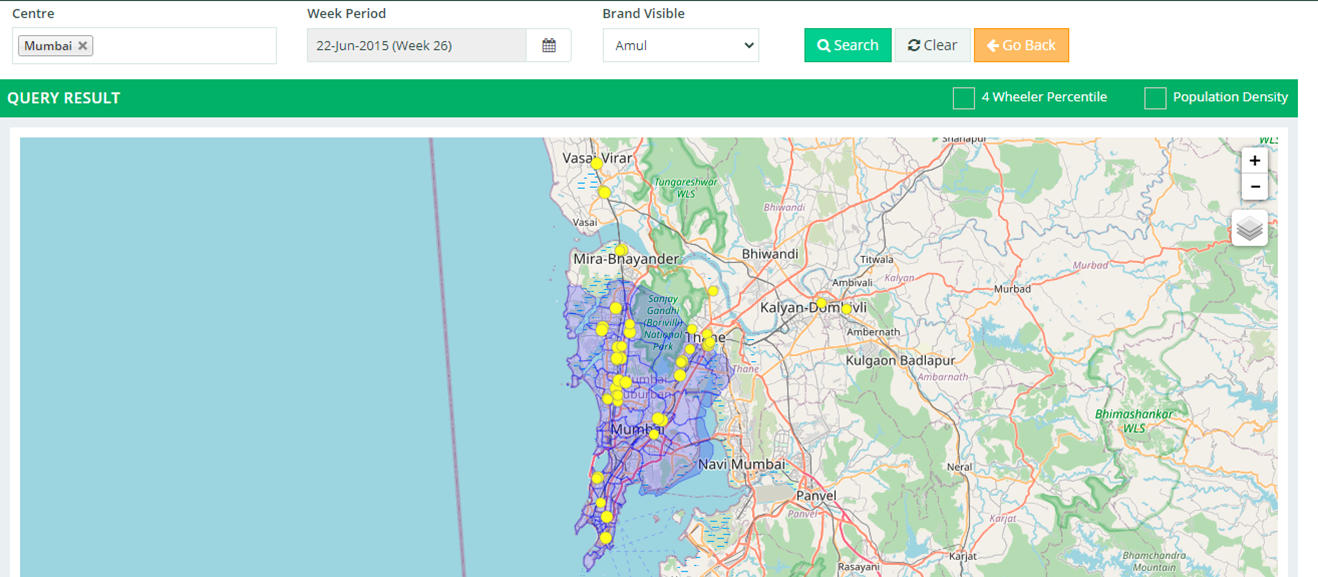 Centre
Week Period
Brand Visible
Mumbai ×
22-Jun-2015 (Week 26)
Amul
Search
Clear
Go Back
QUERY RESULT
4 Wheeler Percentile
Population Density
Vasai Virar
Tungareshwar
WLS
WLS
+
−
Bhiwandi
Vasai
Mira-Bhayander
Bhiwandi
Titwala
Murbad
Kalyan
Ambivali
Murbad
Sanjay
Gandhi
(Borivili)
National
Park
Kalyan-Dombivli
Thane
Ambernath
Kulgaon Badlapur
Thane
Ambarnath
Mumbai
Suburban
Bhimashankar
WLS
Mumbai
Navi Mumbai
Neral
Panvel
Panvel
Karjat
Karjat
Bhamchandra
Mountain
Rasayani